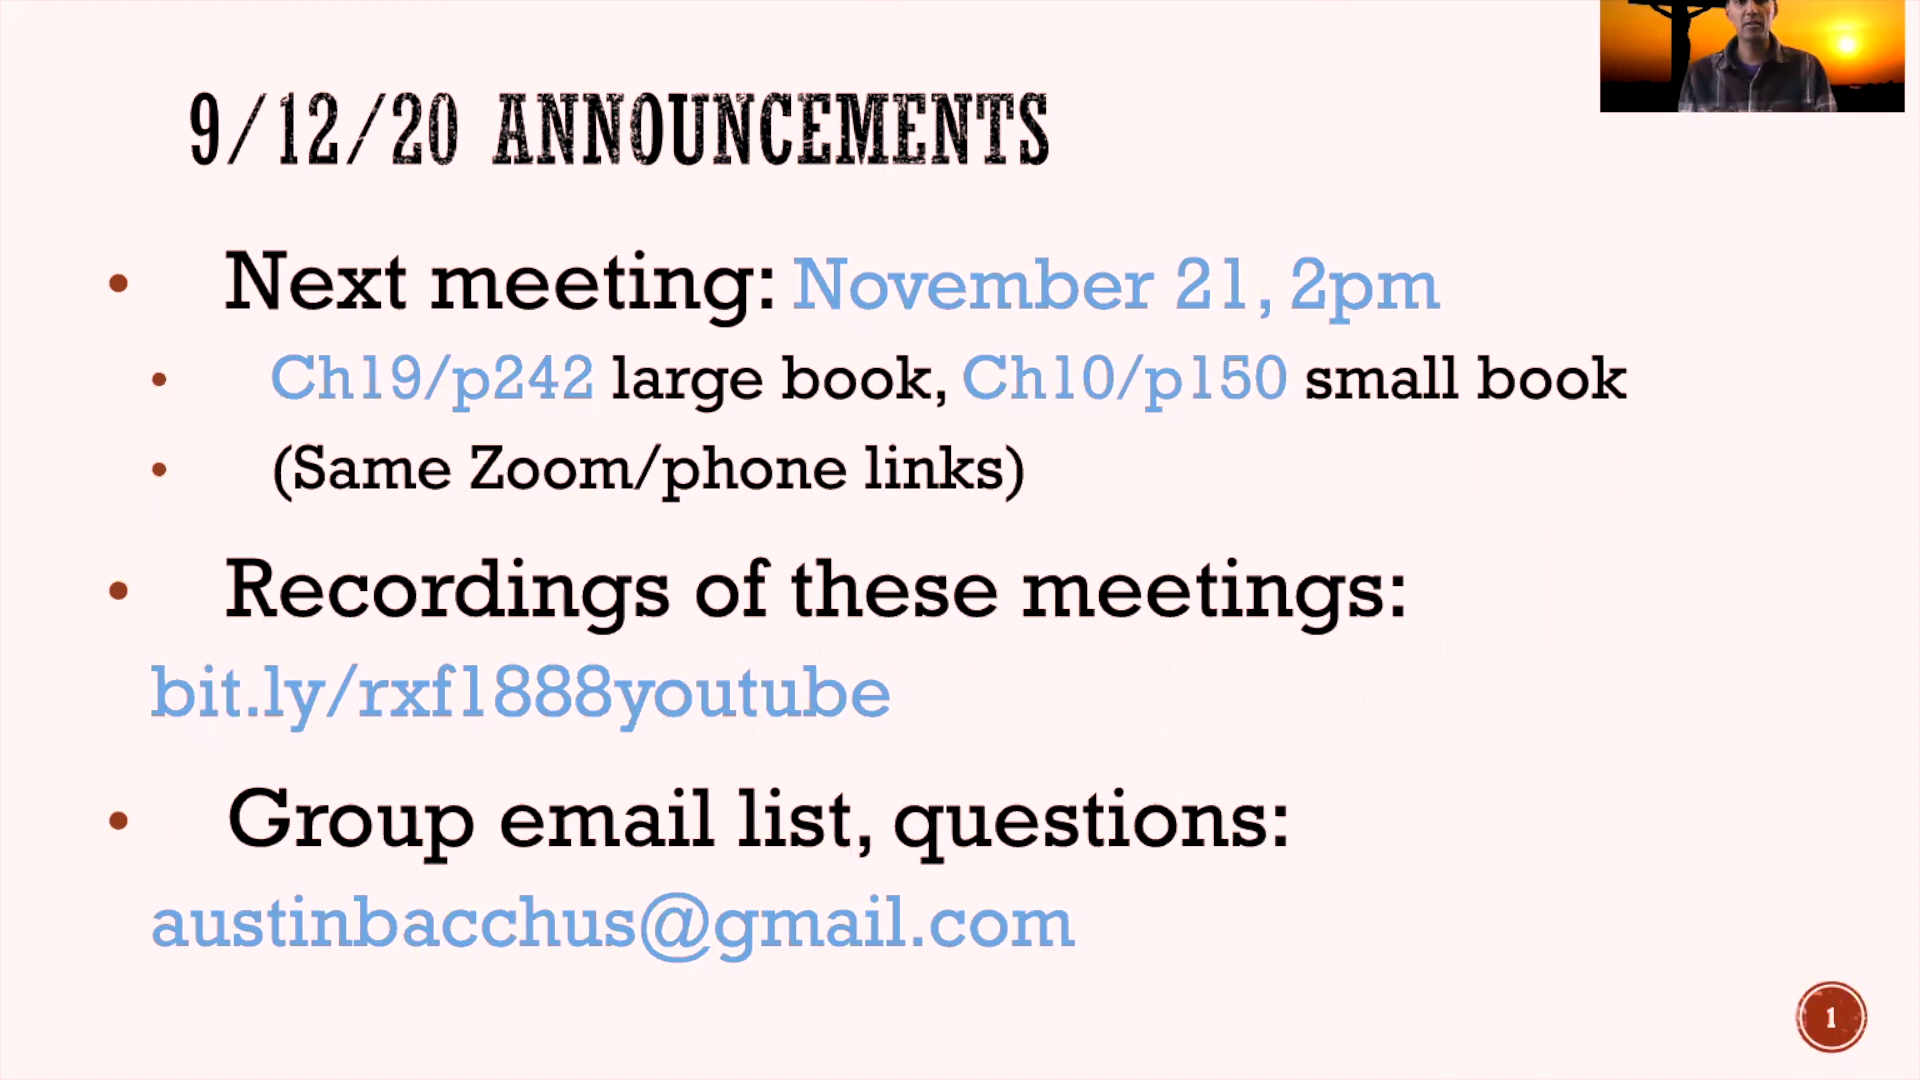 9/12/20 ANNOUNCEMENTS
Next meeting: November 21, 2pm
Ch19/p242 large book, Ch10/p150 small book
(Same Zoom/phone links)
Recordings of these meetings:
bit.ly/rxf1888youtube
Group email list, questions:
austinbacchus@gmail.com
1